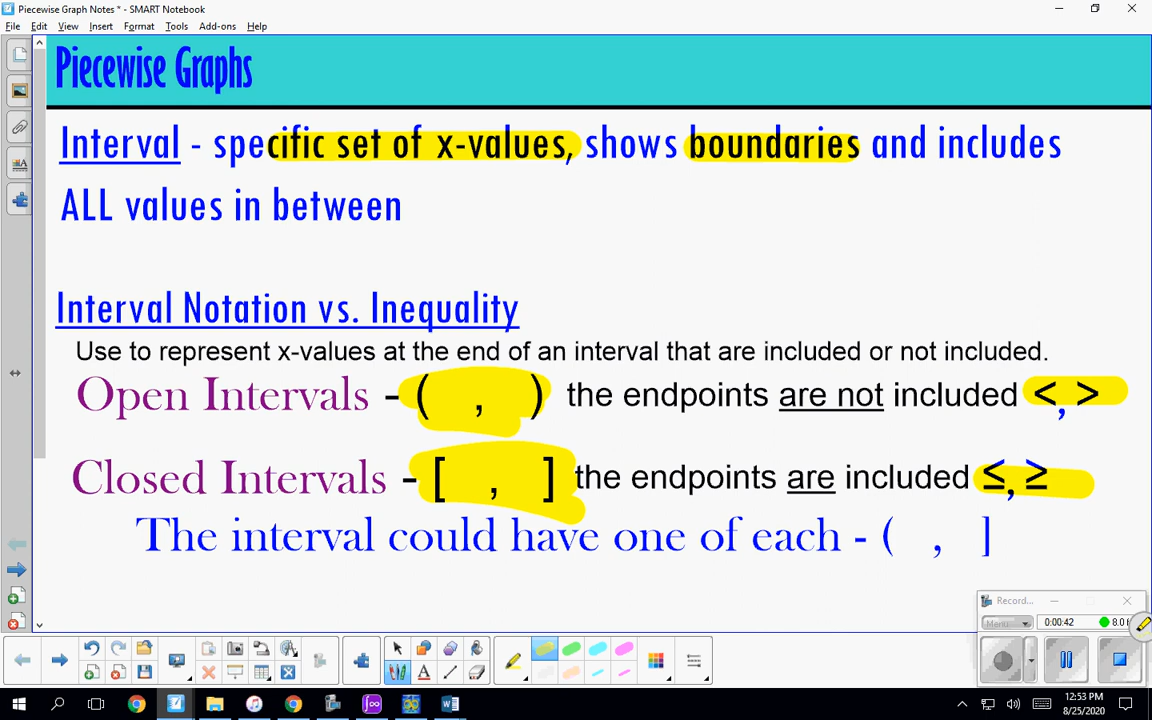 Piecewise Graph Notes * - SMART Notebook
File Edit View Insert Format Tools Add-ons Help
Piecewise Graphs
Interval - specific set of x-values, shows boundaries and includes
ALL values in between
Interval Notation vs. Inequality
Use to represent x-values at the end of an interval that are included or not included.
Open Intervals - ( , ) the endpoints are not included <, >
Closed Intervals - [ , ] the endpoints are included ≤, ≥
The interval could have one of each - ( , ]
Record...
Menu 0:00:42
12:53 PM
8/25/2020